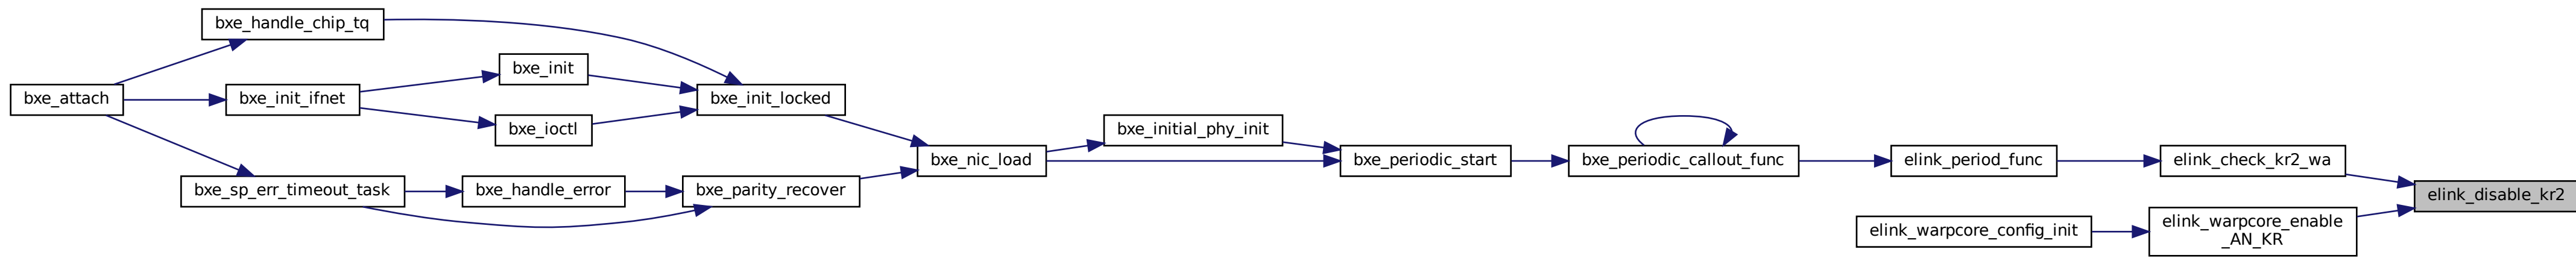 bxe_handle_chip_tq
bxe_init
bxe_attach
bxe_init_ifnet
bxe_init_locked
bxe_ioctl
bxe_initial_phy_init
bxe_nic_load
bxe_periodic_start
bxe_periodic_callout_func
elink_period_func
elink_check_kr2_wa
bxe_sp_err_timeout_task
bxe_handle_error
bxe_parity_recover
elink_disable_kr2
elink_warpcore_config_init
elink_warpcore_enable
_AN_KR